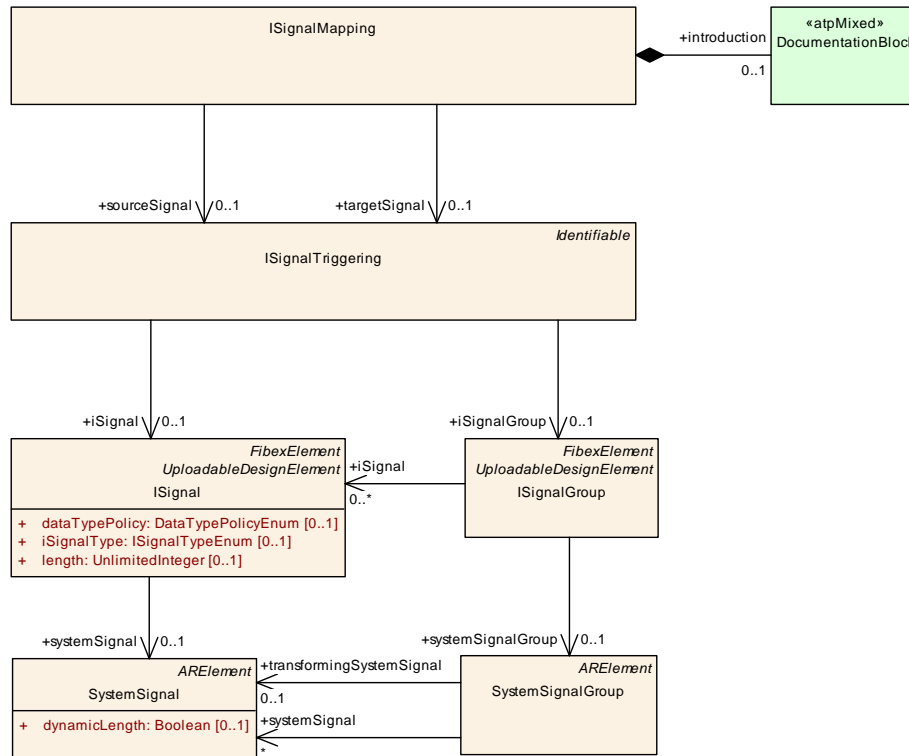 ISignalMapping
«atpMixed»
DocumentationBlock
+introduction
0..1
+sourceSignal
0..1
+targetSignal
0..1
Identifiable
ISignalTriggering
+iSignal
0..1
+iSignalGroup
0..1
FibexElement
UploadableDesignElement
ISignal
+ dataTypePolicy: DataTypePolicyEnum [0..1]
+ iSignalType: ISignalTypeEnum [0..1]
+ length: UnlimitedInteger [0..1]
+iSignal
0..*
FibexElement
UploadableDesignElement
ISignalGroup
+systemSignal
0..1
+systemSignalGroup
0..1
ARElement
SystemSignal
+ dynamicLength: Boolean [0..1]
+transformingSystemSignal
0..1
+systemSignal
*
ARElement
SystemSignalGroup